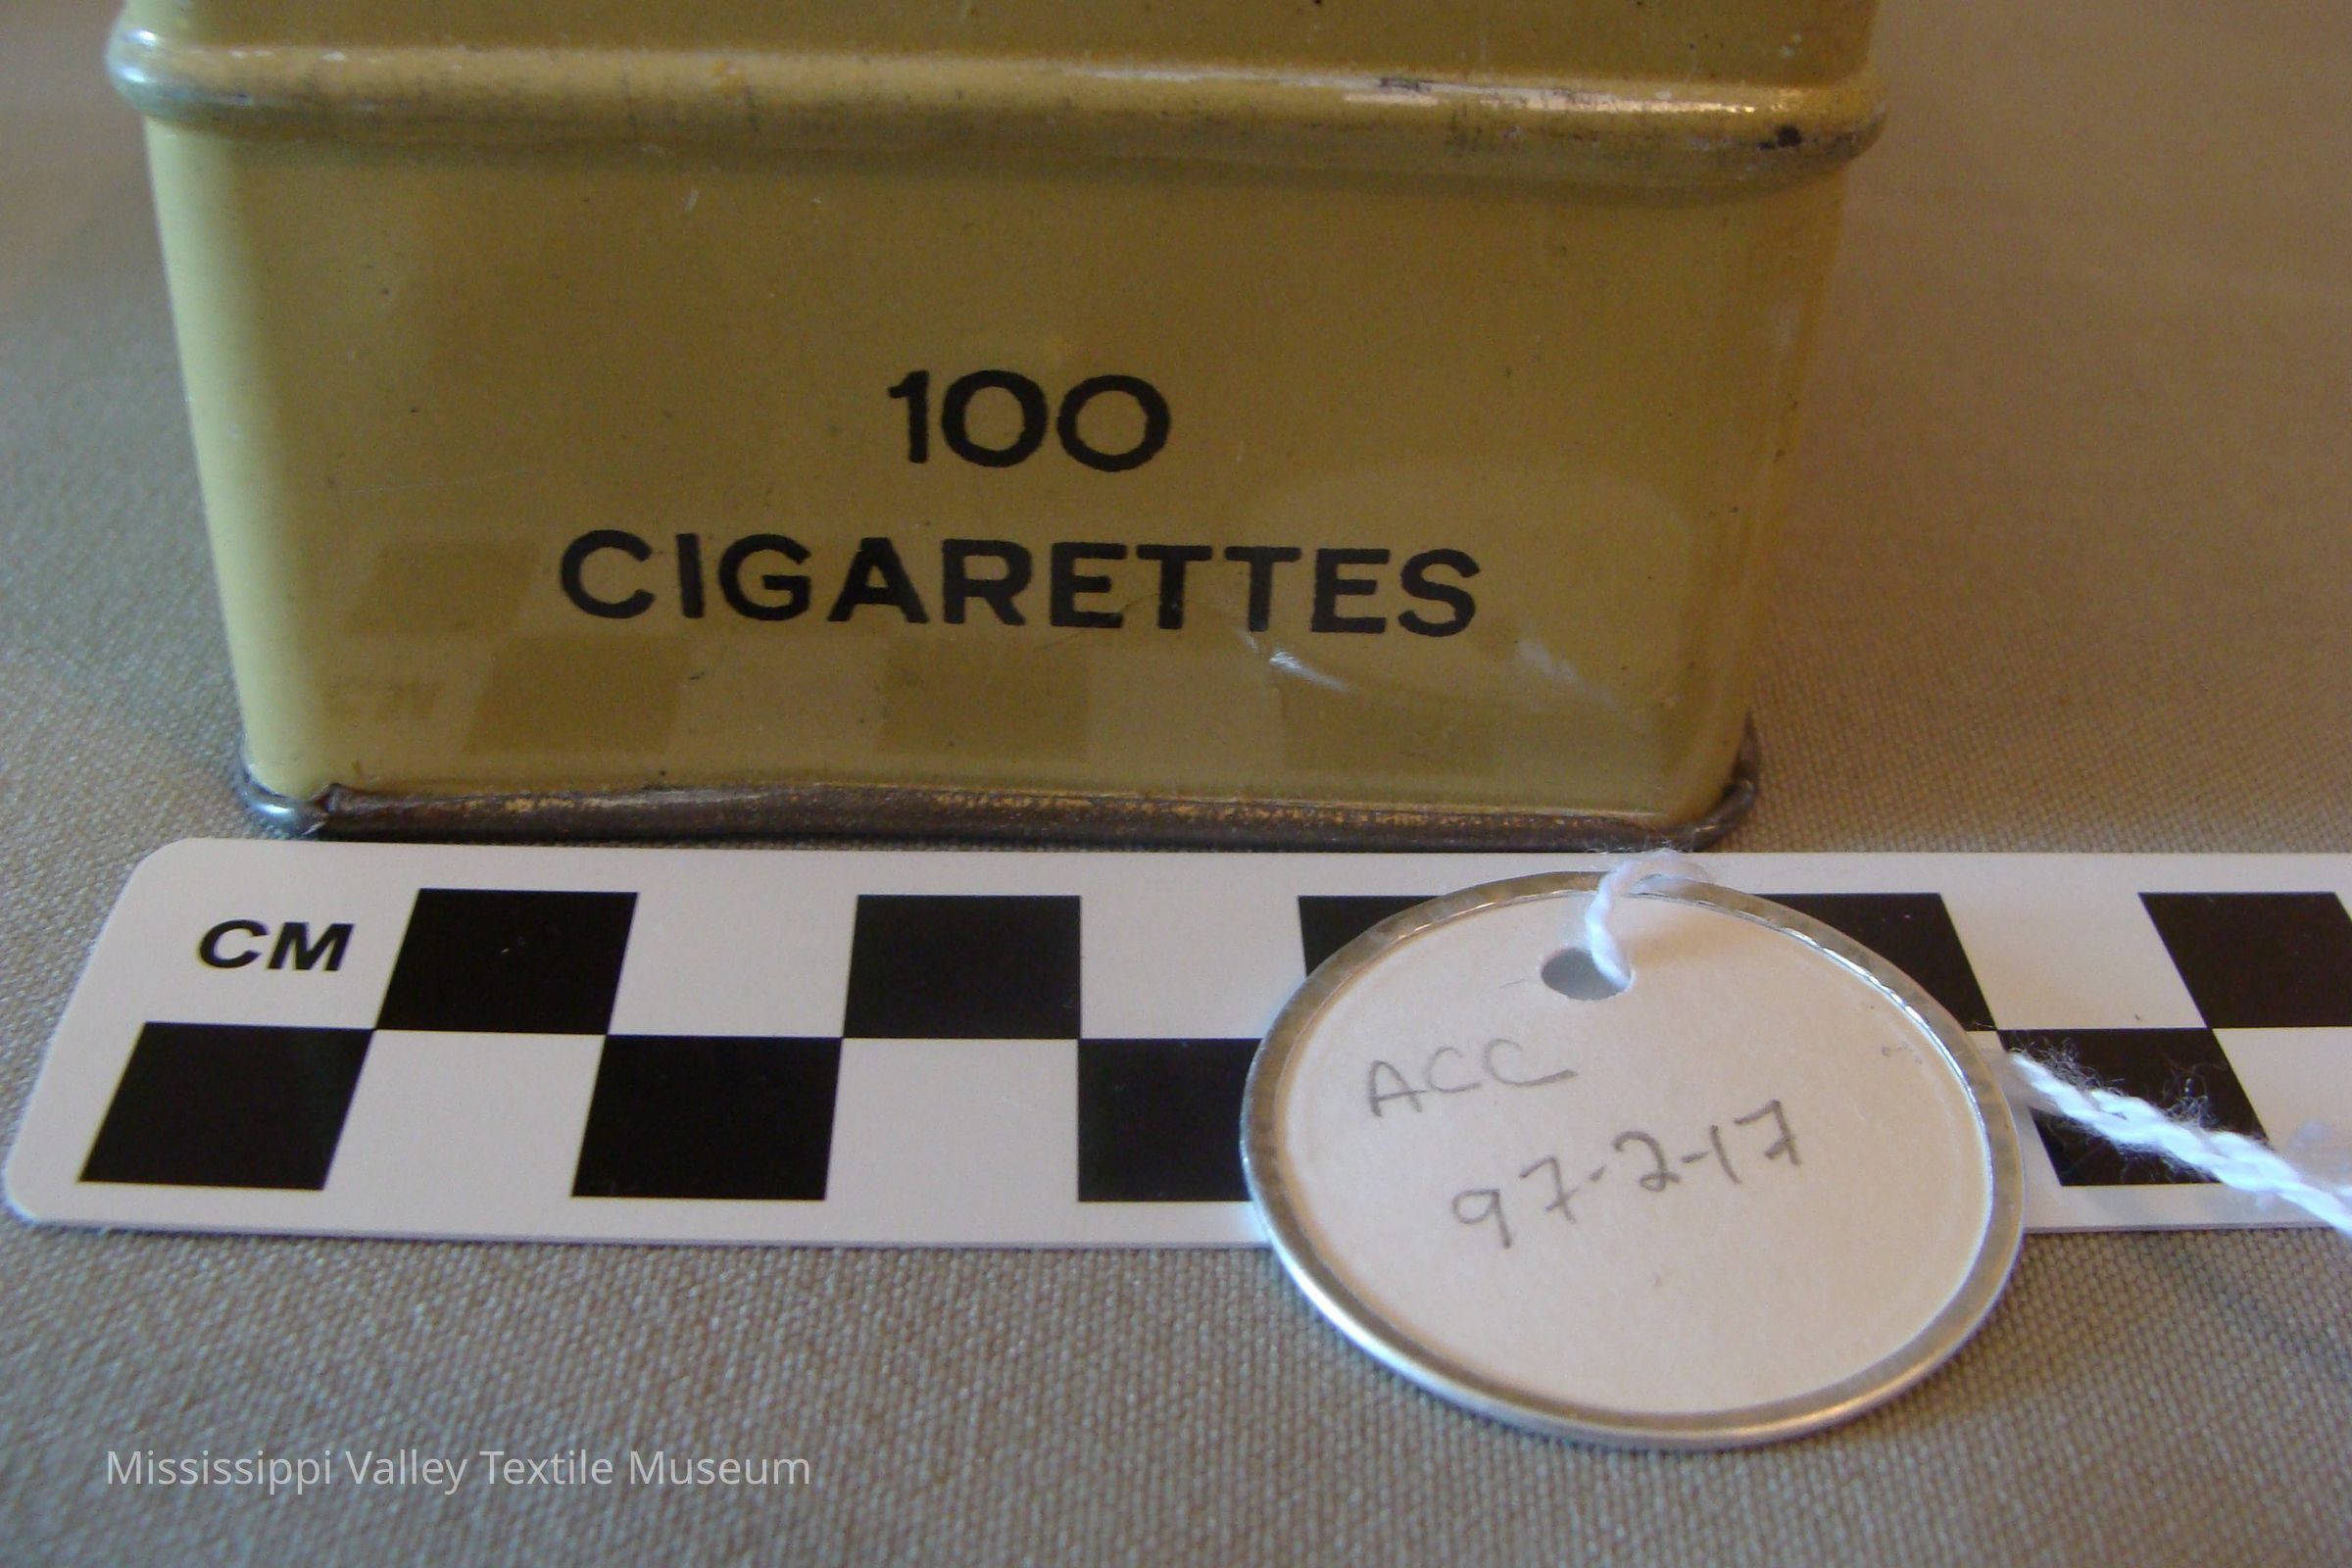 100
CIGARETTES
CM
ACC
97-2-17
Mississippi Valley Textile Museum